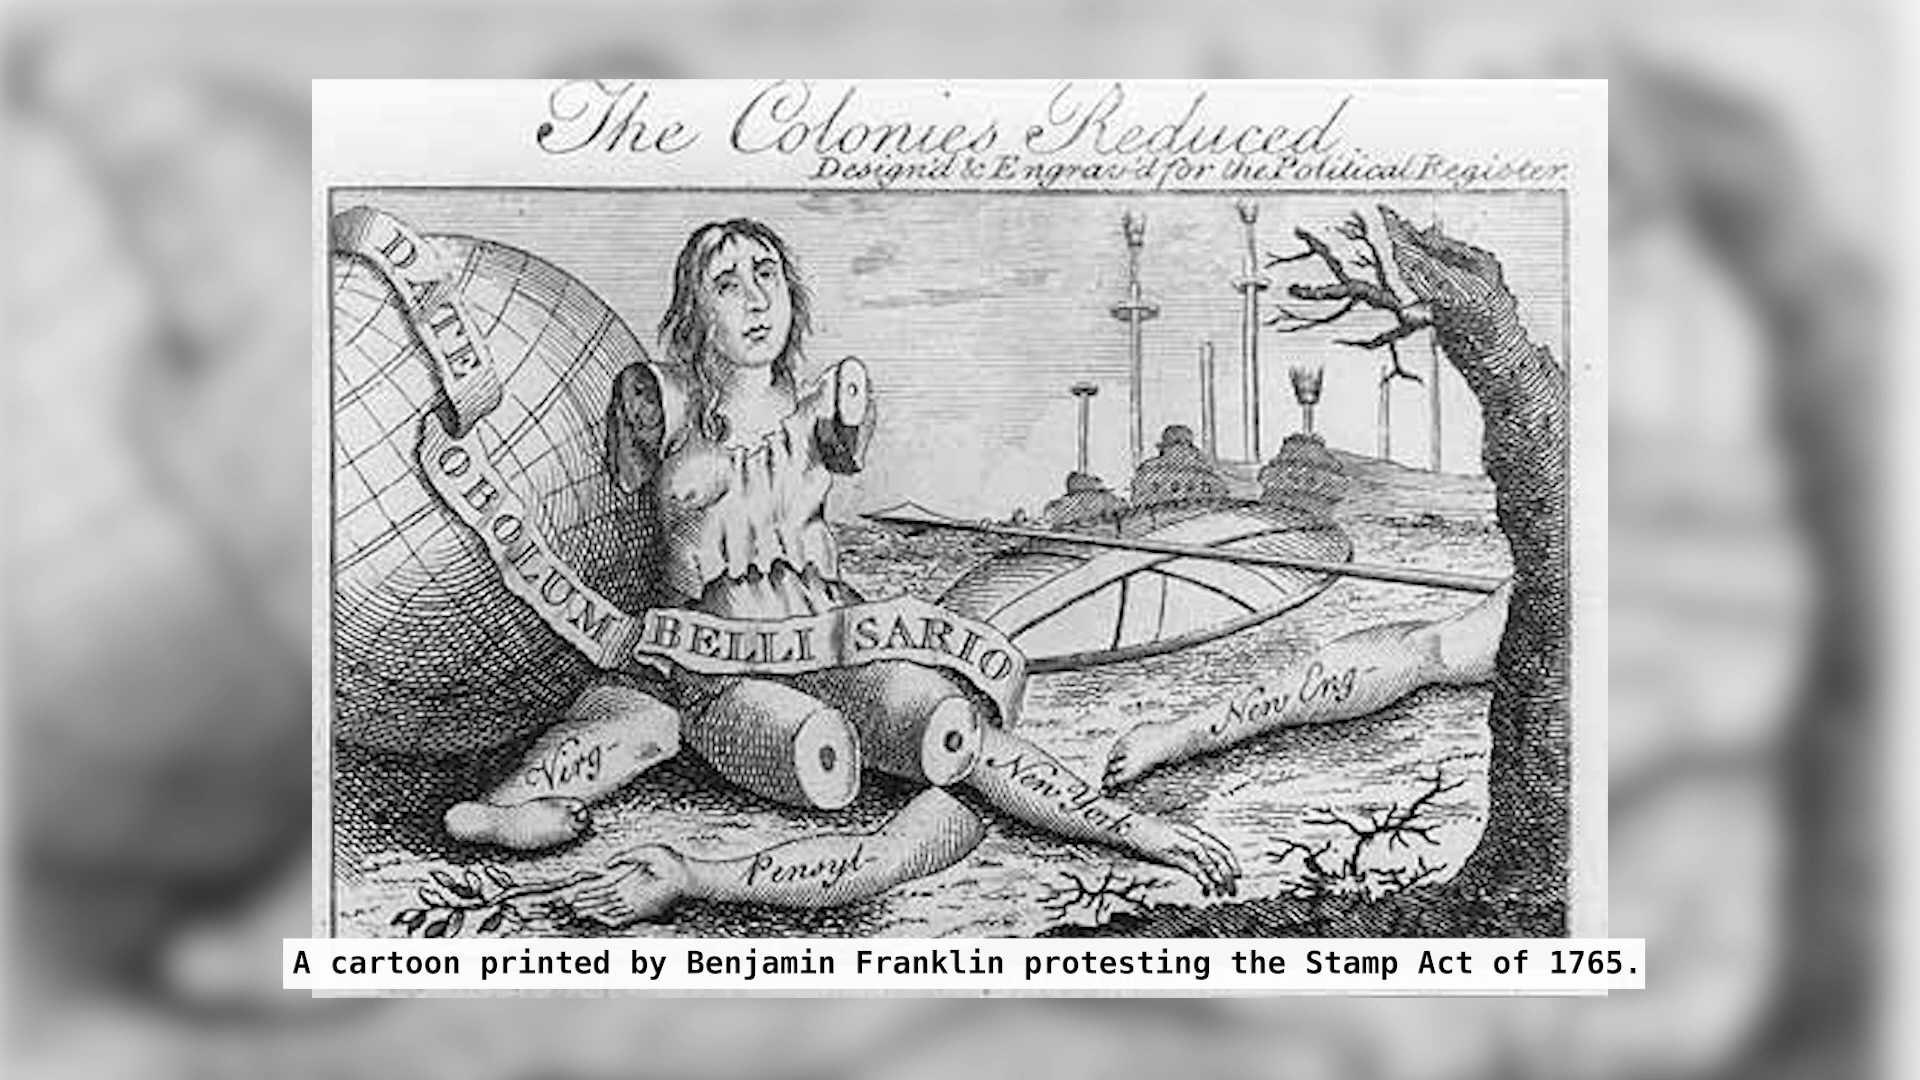 The Colonies Reduced.
Design'd & Engrav'd for the Political Register.
DATE
OBOLUM
BELLI SARIO
Virg-
New Eng-
New York
Pensyl-
A cartoon printed by Benjamin Franklin protesting the Stamp Act of 1765.